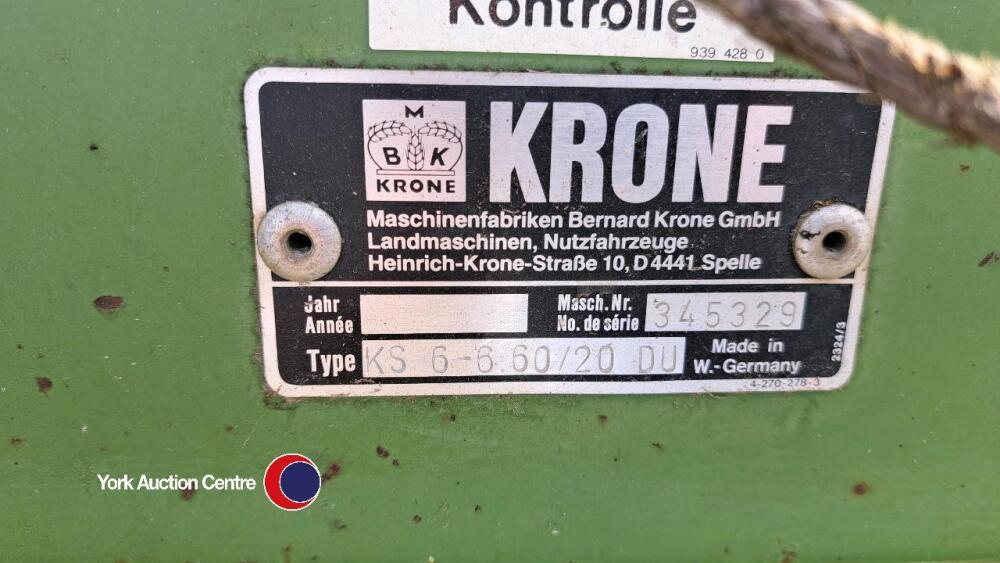 Kontrolle
939 428 0
M
B K
KRONE
KRONE
Maschinenfabriken Bernard Krone GmbH
Landmaschinen, Nutzfahrzeuge
Heinrich-Krone-Straße 10, D 4441 Spelle
Jahr
Année
Masch. Nr.
No. de série
345329
Type
KS 6-6.60/20 DU
Made in
W.-Germany
2324/3
4-270-278-3
York Auction Centre